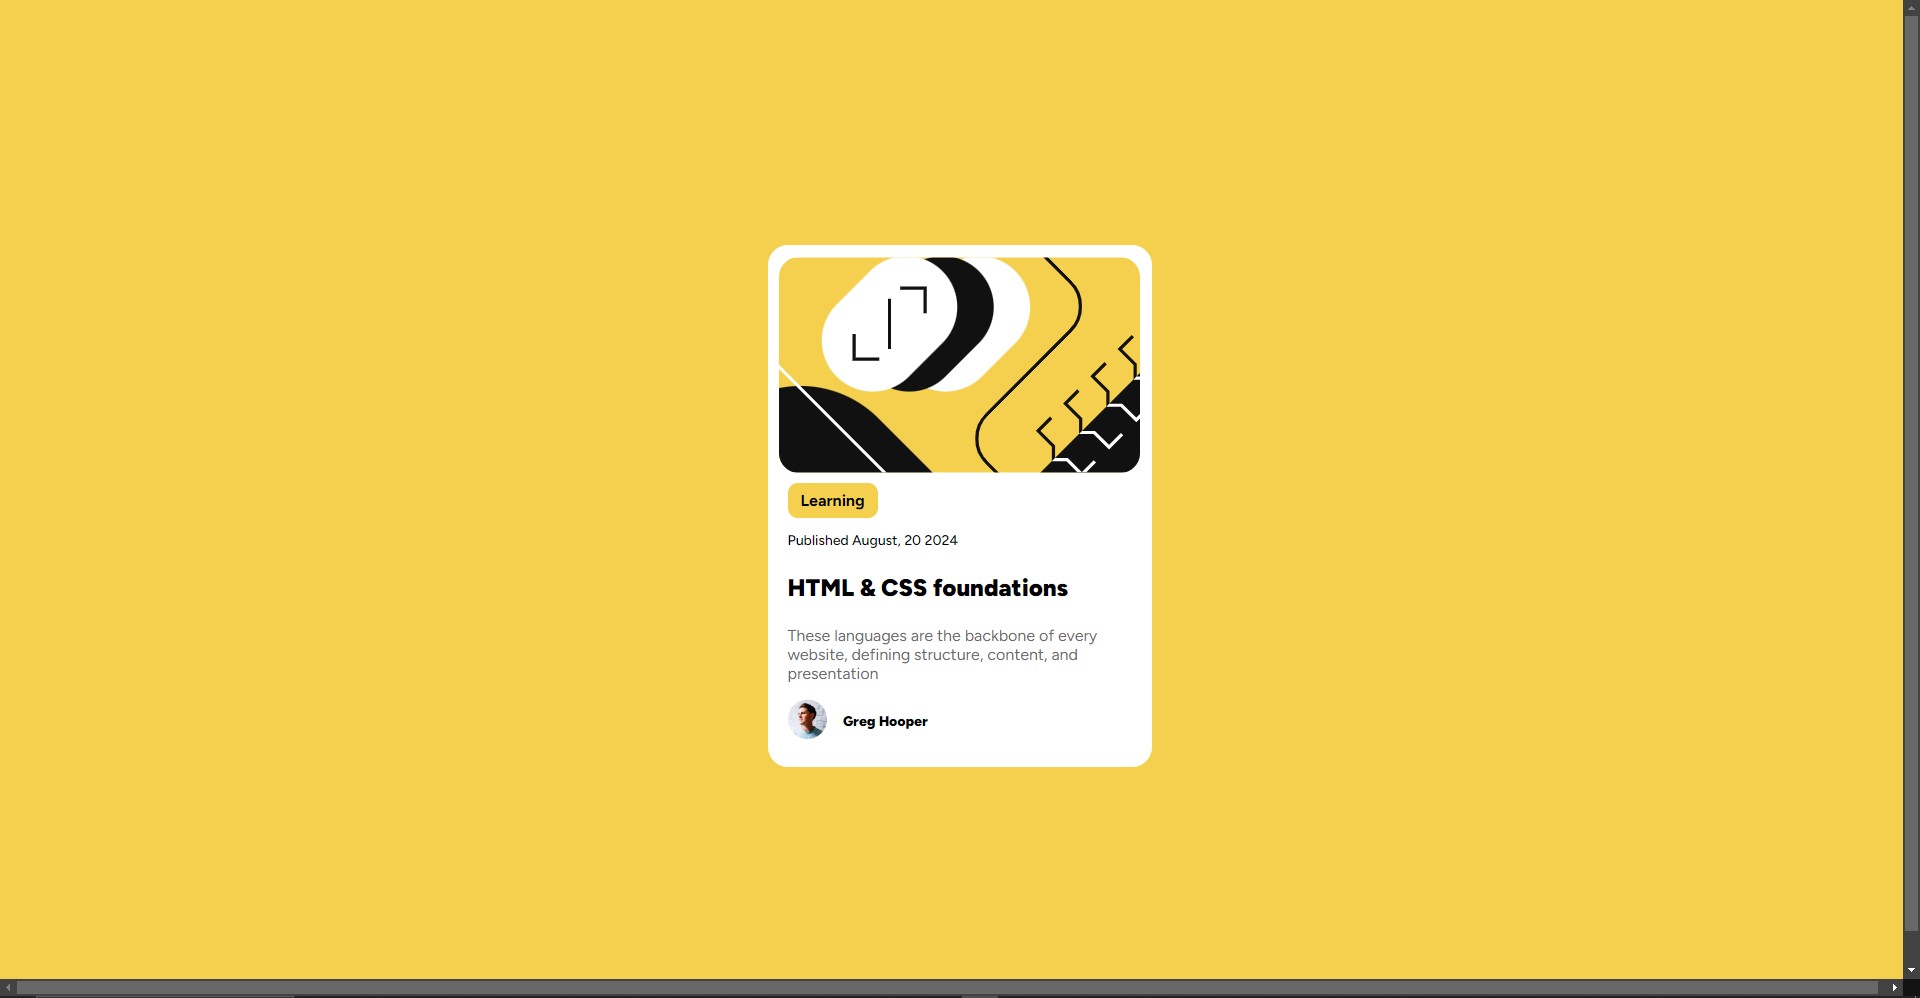 Learning
Published August, 20 2024
HTML & CSS foundations
These languages are the backbone of every
website, defining structure, content, and
presentation
Greg Hooper